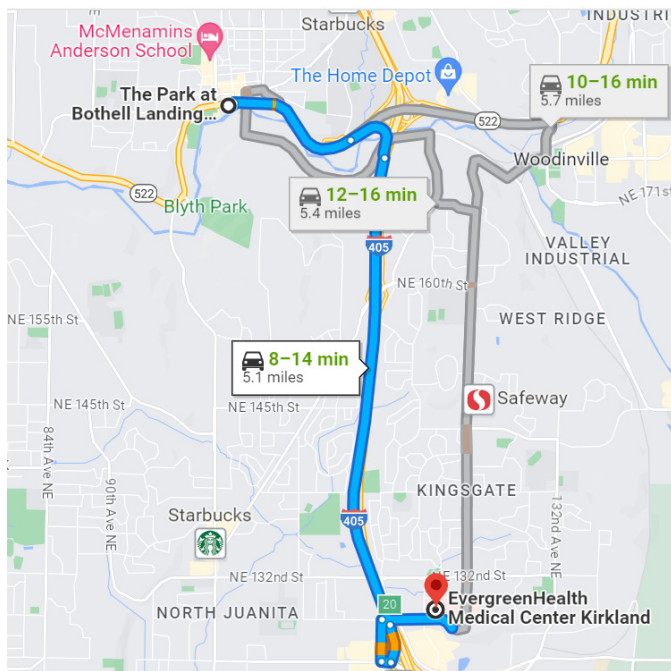 INDUSTRI
McMenamins
Anderson School
Starbucks
The Home Depot
10–16 min
5.7 miles
The Park at
Bothell Landing...
522
Woodinville
522
12–16 min
5.4 miles
NE 171st
Blyth Park
405
VALLEY
INDUSTRIAL
NE 160th St
NE 155th St
WEST RIDGE
8–14 min
5.1 miles
Safeway
NE 145th St
NE 145th St
84th Ave NE
90th Ave NE
KINGSGATE
132nd Ave NE
Starbucks
405
NE 132nd St
NE 132nd St
20
EvergreenHealth
Medical Center Kirkland
NORTH JUANITA